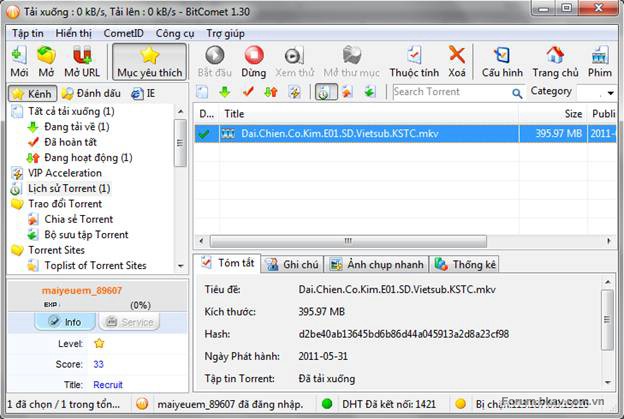 Tải xuống : 0 kB/s, Tải lên : 0 kB/s - BitComet 1.30
Tập tin Hiển thị CometID Công cụ Trợ giúp
Mới Mở Mở URL Mục yêu thích Bắt đầu Dừng Xem thử Mở thư mục Thuộc tính Xoá Cấu hình Trang chủ Phim
Kênh Đánh dấu IE Search Torrent Category
Tất cả tải xuống (1)
Đang tải về (1)
Đã hoàn tất
Đang hoạt động (1)
VIP Acceleration
Lịch sử Torrent (1)
Trao đổi Torrent
Chia sẻ Torrent
Bộ sưu tập Torrent
Torrent Sites
Toplist of Torrent Sites
D... Title Size Publi
Dai.Chien.Co.Kim.E01.SD.Vietsub.KSTC.mkv 395.97 MB 2011-
Tóm tắt Ghi chú Ảnh chụp nhanh Thống kê
Tiêu đề: Dai.Chien.Co.Kim.E01.SD.Vietsub.KSTC.mkv
Kích thước: 395.97 MB
Hash: d2be40ab13645bd6b86d44a045913a2d8a23cf98
Ngày Phát hành: 2011-05-31
Tập tin Torrent: Đã tải xuống
maiyeuem_89607
EXP: (0%)
Info Service
Level:
Score: 33
Title: Recruit
1 đã chọn / 1 trong tổn... maiyeuem_89607 đã đăng nhập. DHT Đã kết nối: 1421 Bị chị
Forum.bkav.com.vn